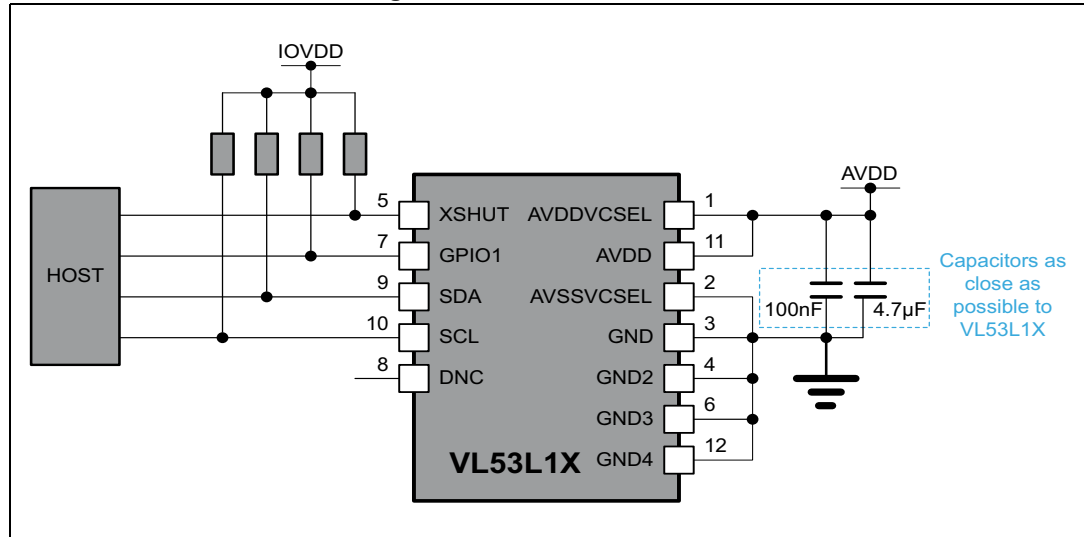 IOVDD
AVDD
HOST
5
7
9
10
8
XSHUT
GPIO1
SDA
SCL
DNC
AVDDVCSEL
AVDD
AVSSVCSEL
GND
GND2
GND3
GND4
1
11
2
3
4
6
12
VL53L1X
100nF
4.7µF
Capacitors as
close as
possible to
VL53L1X